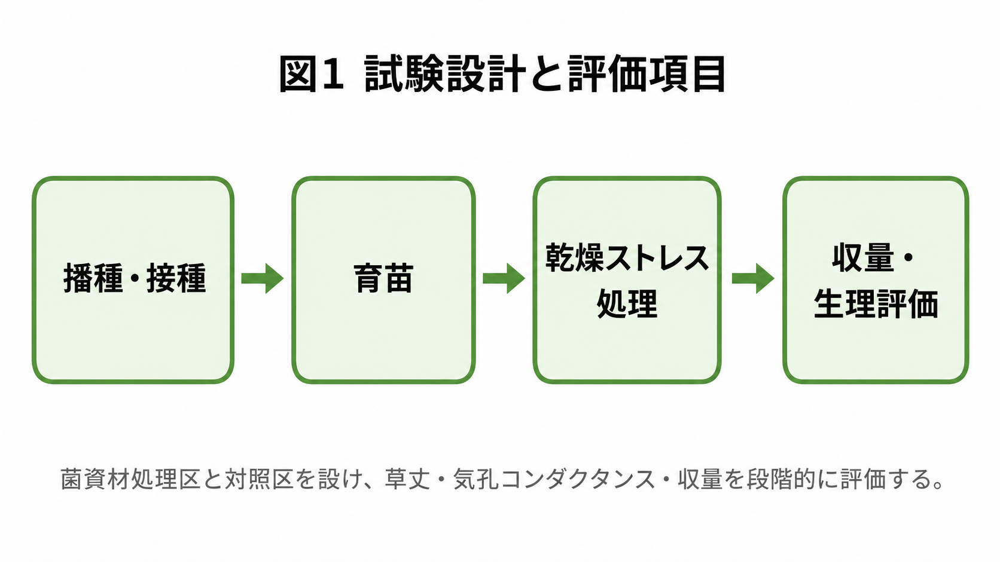 図1 試験設計と評価項目
播種・接種
育苗
乾燥ストレス
処理
収量・
生理評価
菌資材処理区と対照区を設け、草丈・気孔コンダクタンス・収量を段階的に評価する。